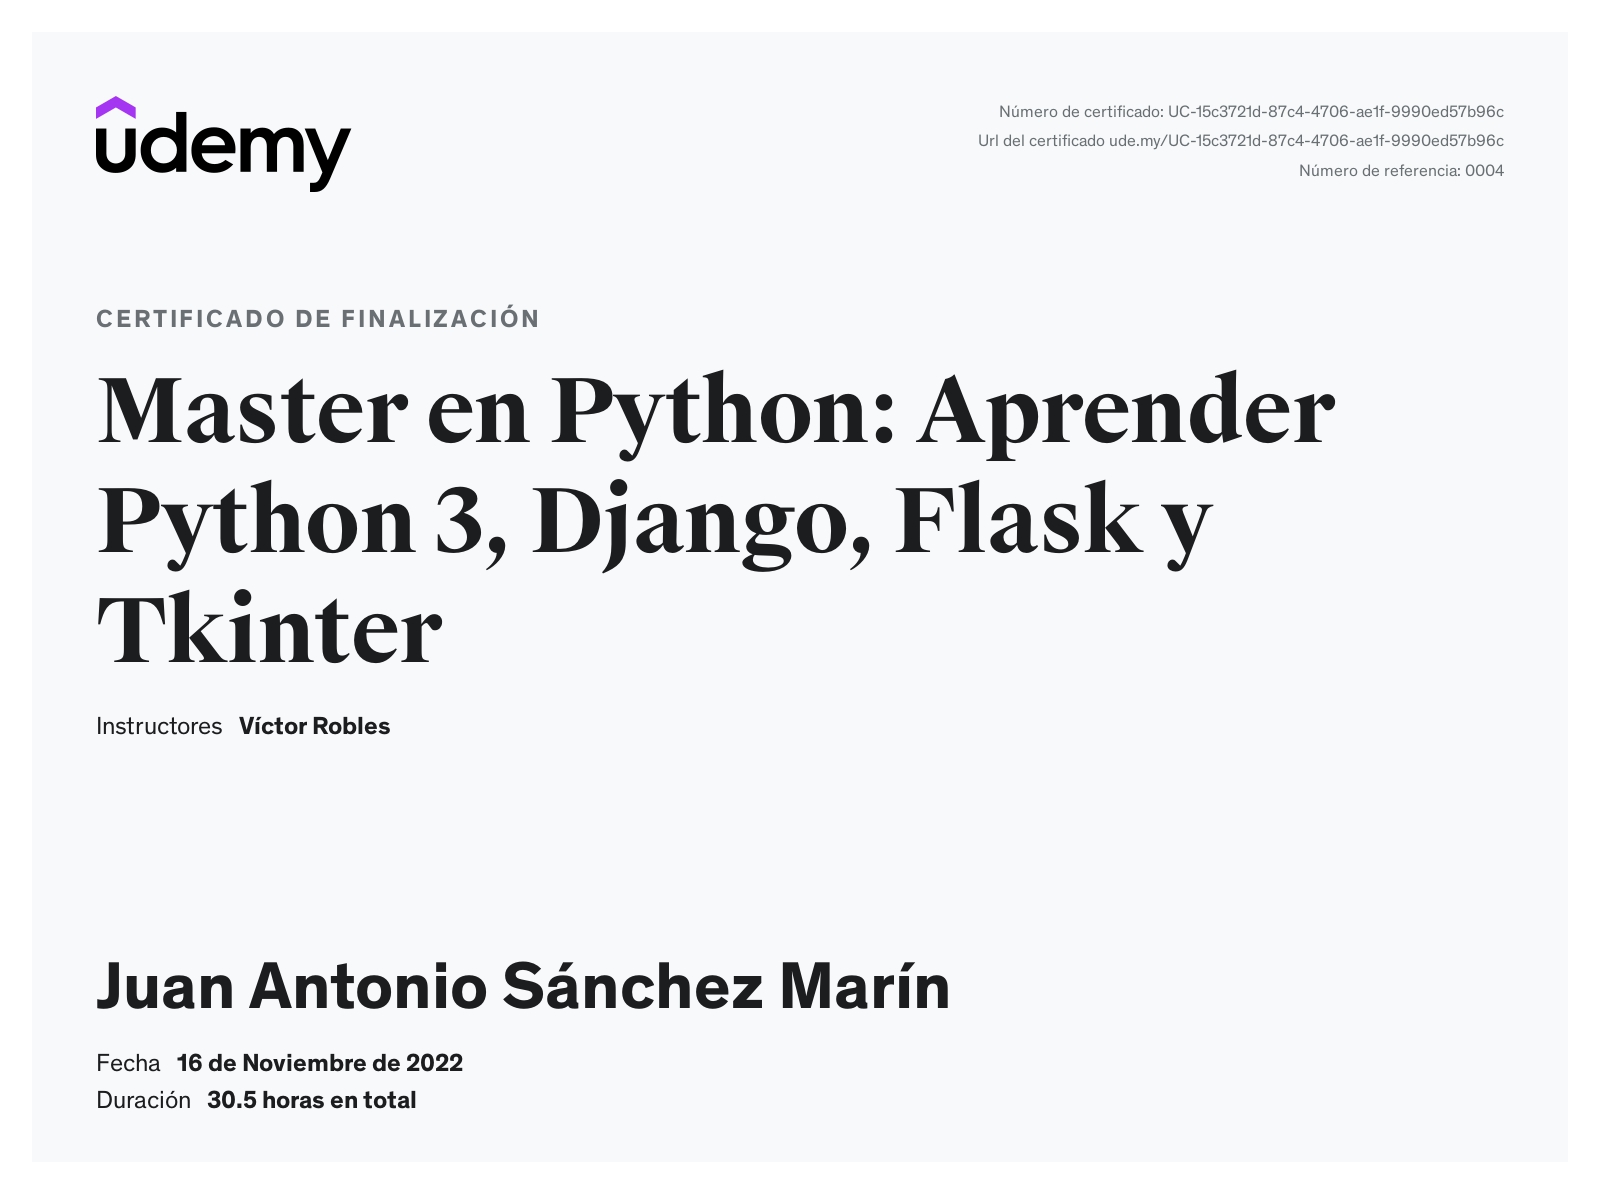 udemy
Número de certificado: UC-15c3721d-87c4-4706-ae1f-9990ed57b96c
Url del certificado ude.my/UC-15c3721d-87c4-4706-ae1f-9990ed57b96c
Número de referencia: 0004
CERTIFICADO DE FINALIZACIÓN
Master en Python: Aprender
Python 3, Django, Flask y
Tkinter
Instructores Víctor Robles
Juan Antonio Sánchez Marín
Fecha 16 de Noviembre de 2022
Duración 30.5 horas en total